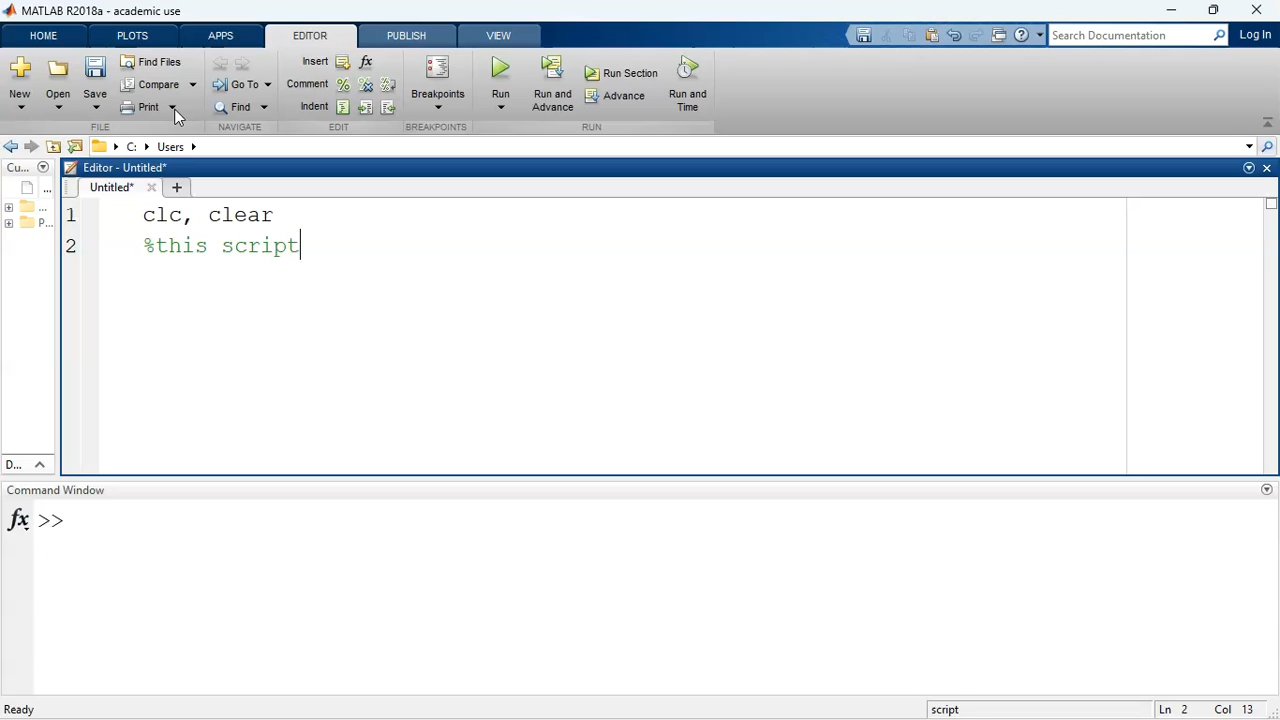 MATLAB R2018a - academic use
HOME PLOTS APPS EDITOR PUBLISH VIEW Search Documentation Log In
New Open Save Find Files Compare Print
Go To Find
Insert fx Comment Indent
Breakpoints
Run Run and Advance Run Section Advance Run and Time
FILE NAVIGATE EDIT BREAKPOINTS RUN
C: Users
Cu... Editor - Untitled*
Untitled*
...
...
P...
1 clc, clear
2 %this script
D...
Command Window
fx >>
Ready script Ln 2 Col 13